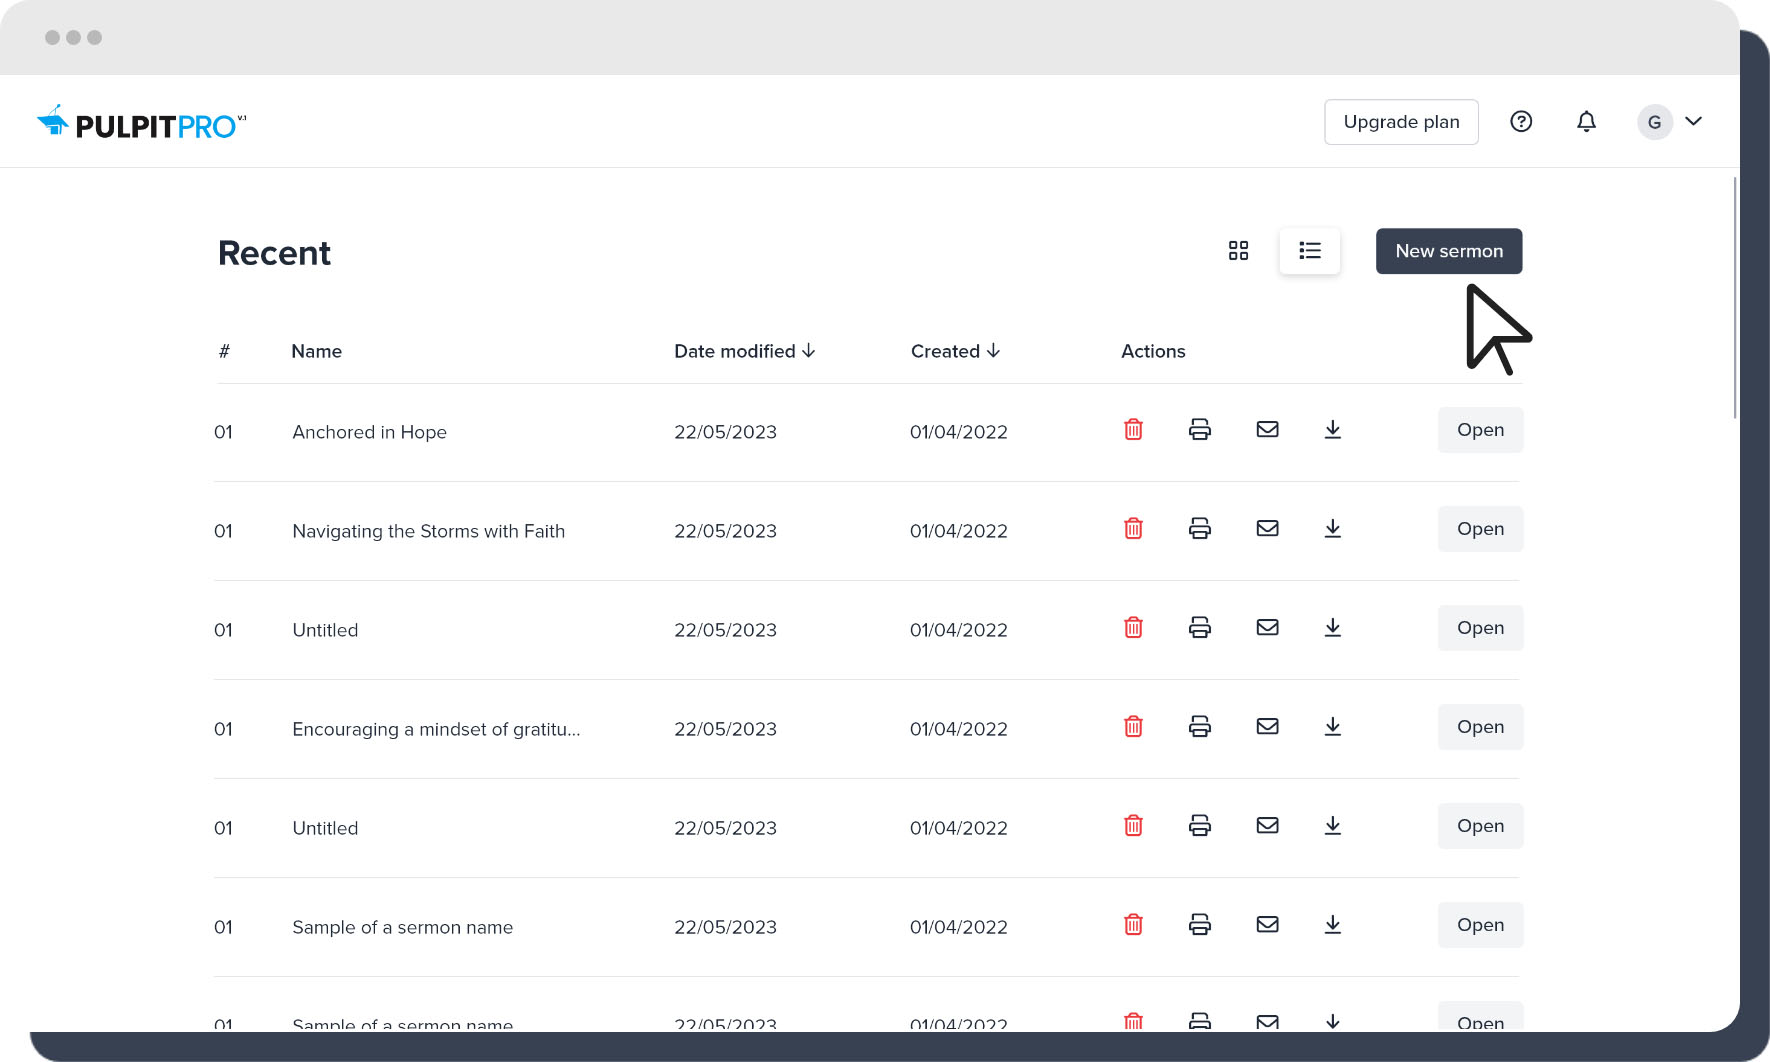 PULPITPRO v.1
Upgrade plan
G
Recent
New sermon
# Name Date modified Created Actions
01 Anchored in Hope 22/05/2023 01/04/2022 Open
01 Navigating the Storms with Faith 22/05/2023 01/04/2022 Open
01 Untitled 22/05/2023 01/04/2022 Open
01 Encouraging a mindset of gratitu... 22/05/2023 01/04/2022 Open
01 Untitled 22/05/2023 01/04/2022 Open
01 Sample of a sermon name 22/05/2023 01/04/2022 Open
01 Sample of a sermon name 22/05/2023 01/04/2022 Open